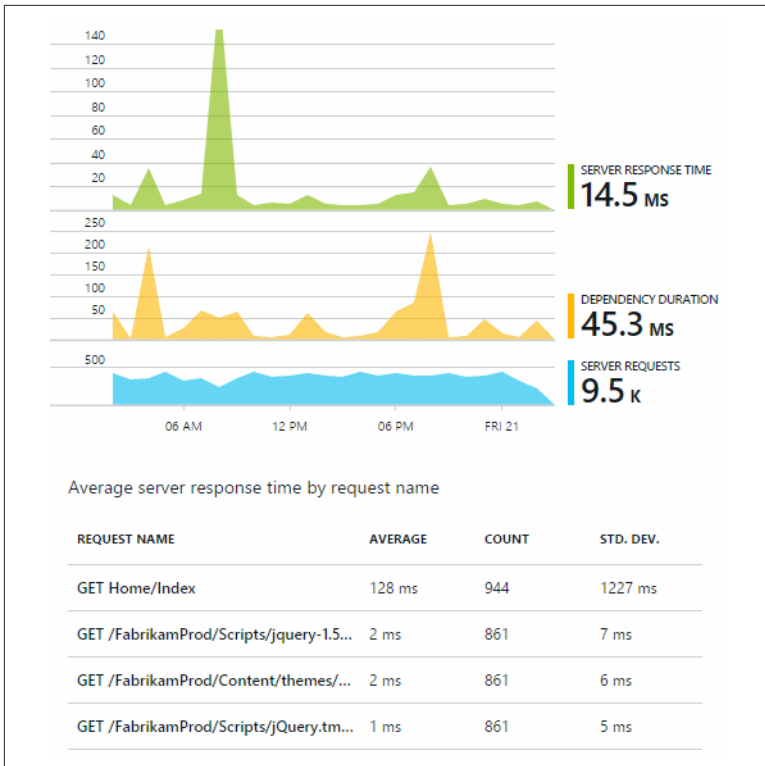 140
120
100
80
60
40
20
SERVER RESPONSE TIME
14.5 MS
250
200
150
100
50
DEPENDENCY DURATION
45.3 MS
500
SERVER REQUESTS
9.5 K
06 AM 12 PM 06 PM FRI 21
Average server response time by request name
REQUEST NAME AVERAGE COUNT STD. DEV.
GET Home/Index 128 ms 944 1227 ms
GET /FabrikamProd/Scripts/jquery-1.5... 2 ms 861 7 ms
GET /FabrikamProd/Content/themes/... 2 ms 861 6 ms
GET /FabrikamProd/Scripts/jQuery.tm... 1 ms 861 5 ms